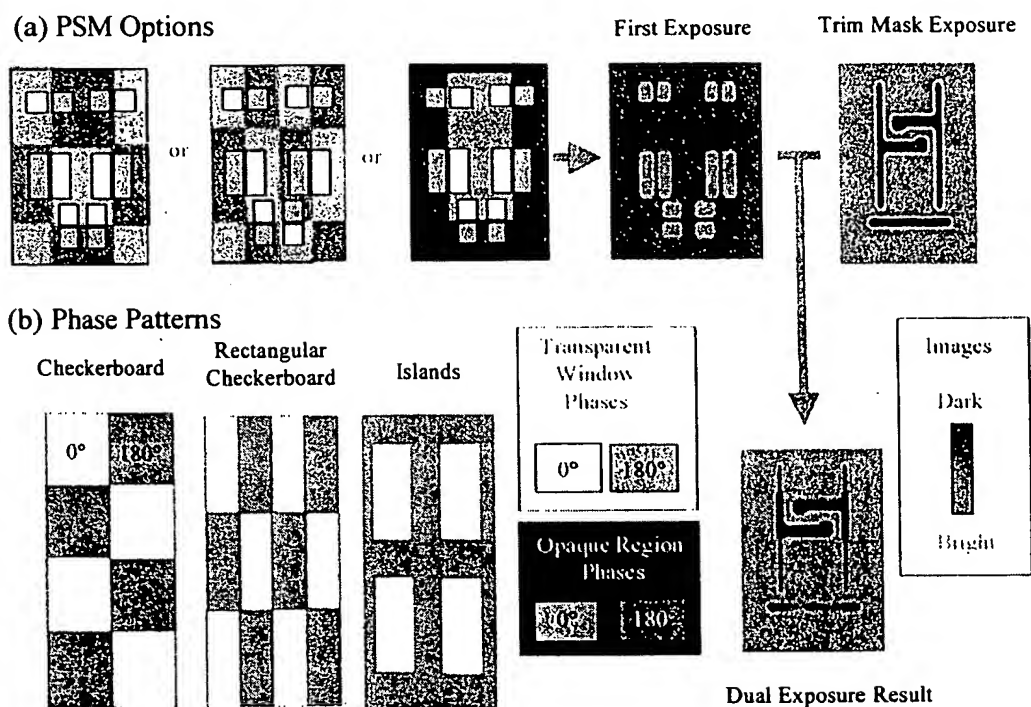 (a) PSM Options
First Exposure
Trim Mask Exposure
or
or
(b) Phase Patterns
Checkerboard
Rectangular
Checkerboard
Islands
0°
180°
Transparent
Window
Phases
0°
180°
Opaque Region
Phases
0°
180°
Images
Dark
Bright
Dual Exposure Result